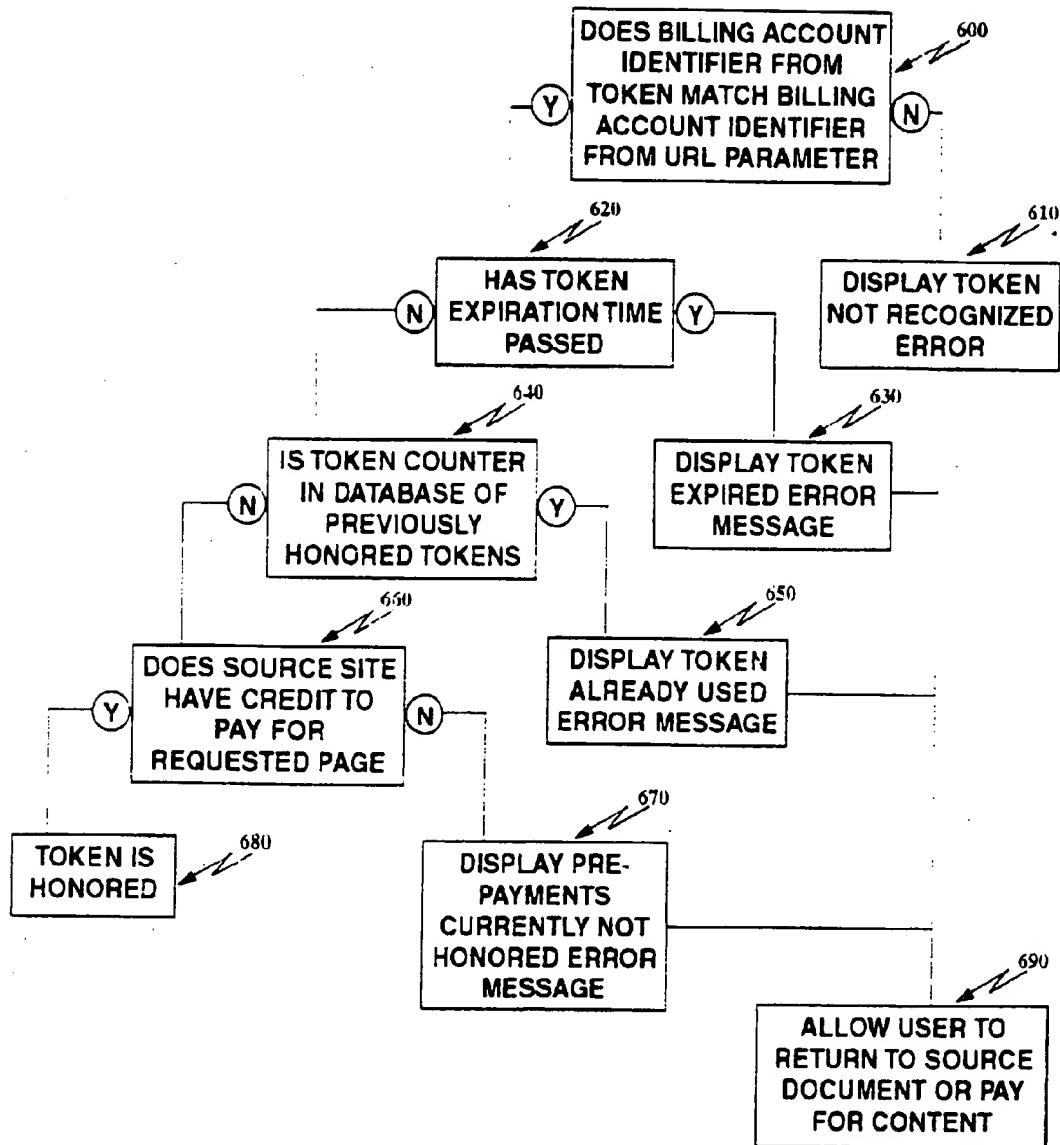 DOES BILLING ACCOUNT
IDENTIFIER FROM
TOKEN MATCH BILLING
ACCOUNT IDENTIFIER
FROM URL PARAMETER
600
Y
N
620
HAS TOKEN
EXPIRATION TIME
PASSED
N
Y
610
DISPLAY TOKEN
NOT RECOGNIZED
ERROR
640
IS TOKEN COUNTER
IN DATABASE OF
PREVIOUSLY
HONORED TOKENS
N
Y
630
DISPLAY TOKEN
EXPIRED ERROR
MESSAGE
660
DOES SOURCE SITE
HAVE CREDIT TO
PAY FOR
REQUESTED PAGE
Y
N
650
DISPLAY TOKEN
ALREADY USED
ERROR MESSAGE
680
TOKEN IS
HONORED
670
DISPLAY PRE-
PAYMENTS
CURRENTLY NOT
HONORED ERROR
MESSAGE
690
ALLOW USER TO
RETURN TO SOURCE
DOCUMENT OR PAY
FOR CONTENT